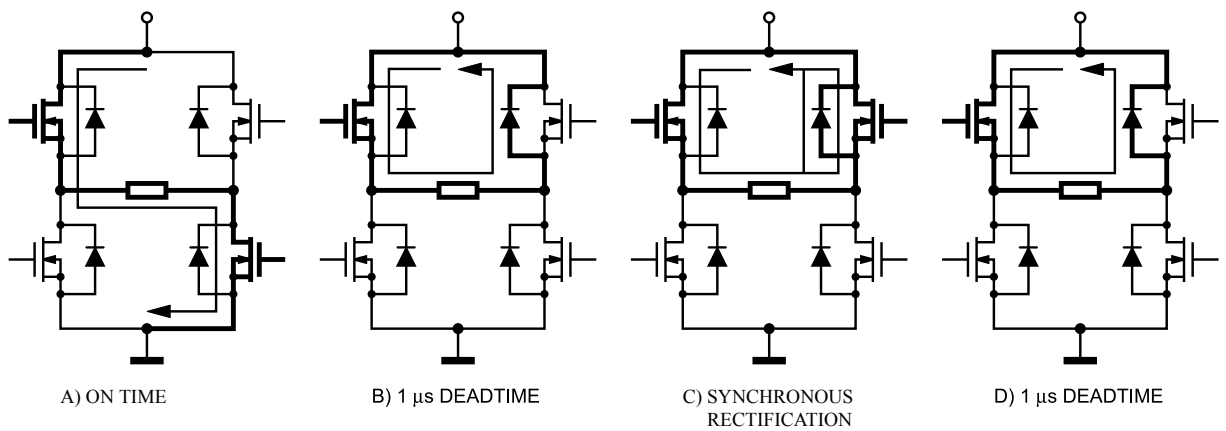 A) ON TIME
B) 1 μs DEADTIME
C) SYNCHRONOUS
RECTIFICATION
D) 1 μs DEADTIME